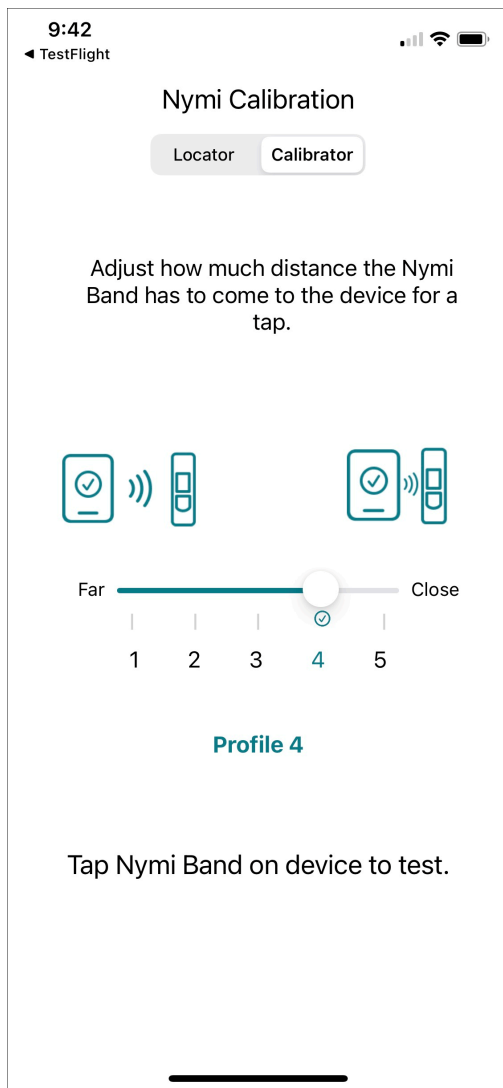 9:42
◀ TestFlight
Nymi Calibration
Locator Calibrator
Adjust how much distance the Nymi
Band has to come to the device for a
tap.
Far Close
1 2 3 4 5
Profile 4
Tap Nymi Band on device to test.